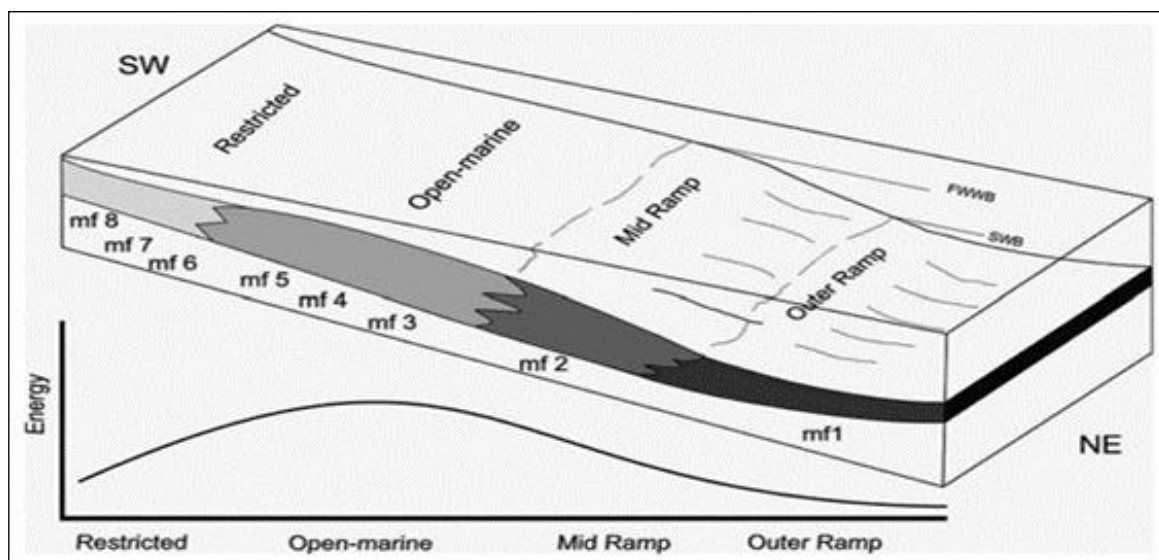 SW
Restricted
Open-marine
Mid Ramp
Outer Ramp
FWWB
SWB
mf 8
mf 7
mf 6
mf 5
mf 4
mf 3
mf 2
mf1
NE
Energy
Restricted
Open-marine
Mid Ramp
Outer Ramp